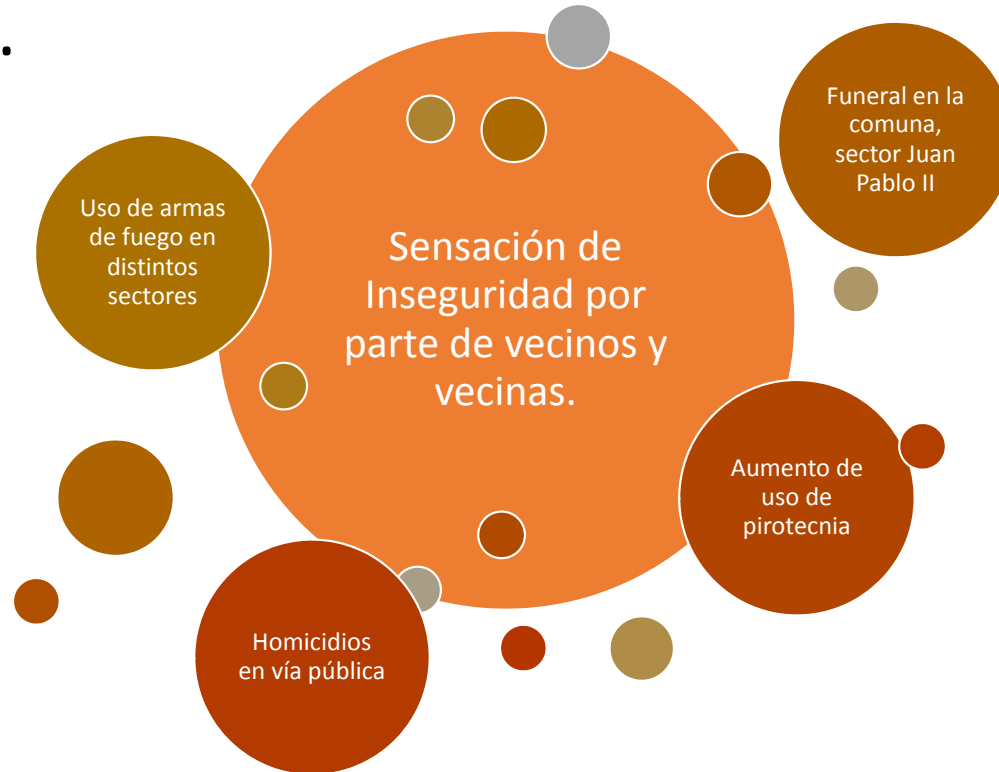 .
Sensación de
Inseguridad por
parte de vecinos y
vecinas.
Funeral en la
comuna,
sector Juan
Pablo II
Uso de armas
de fuego en
distintos
sectores
Aumento de
uso de
pirotecnia
Homicidios
en vía pública